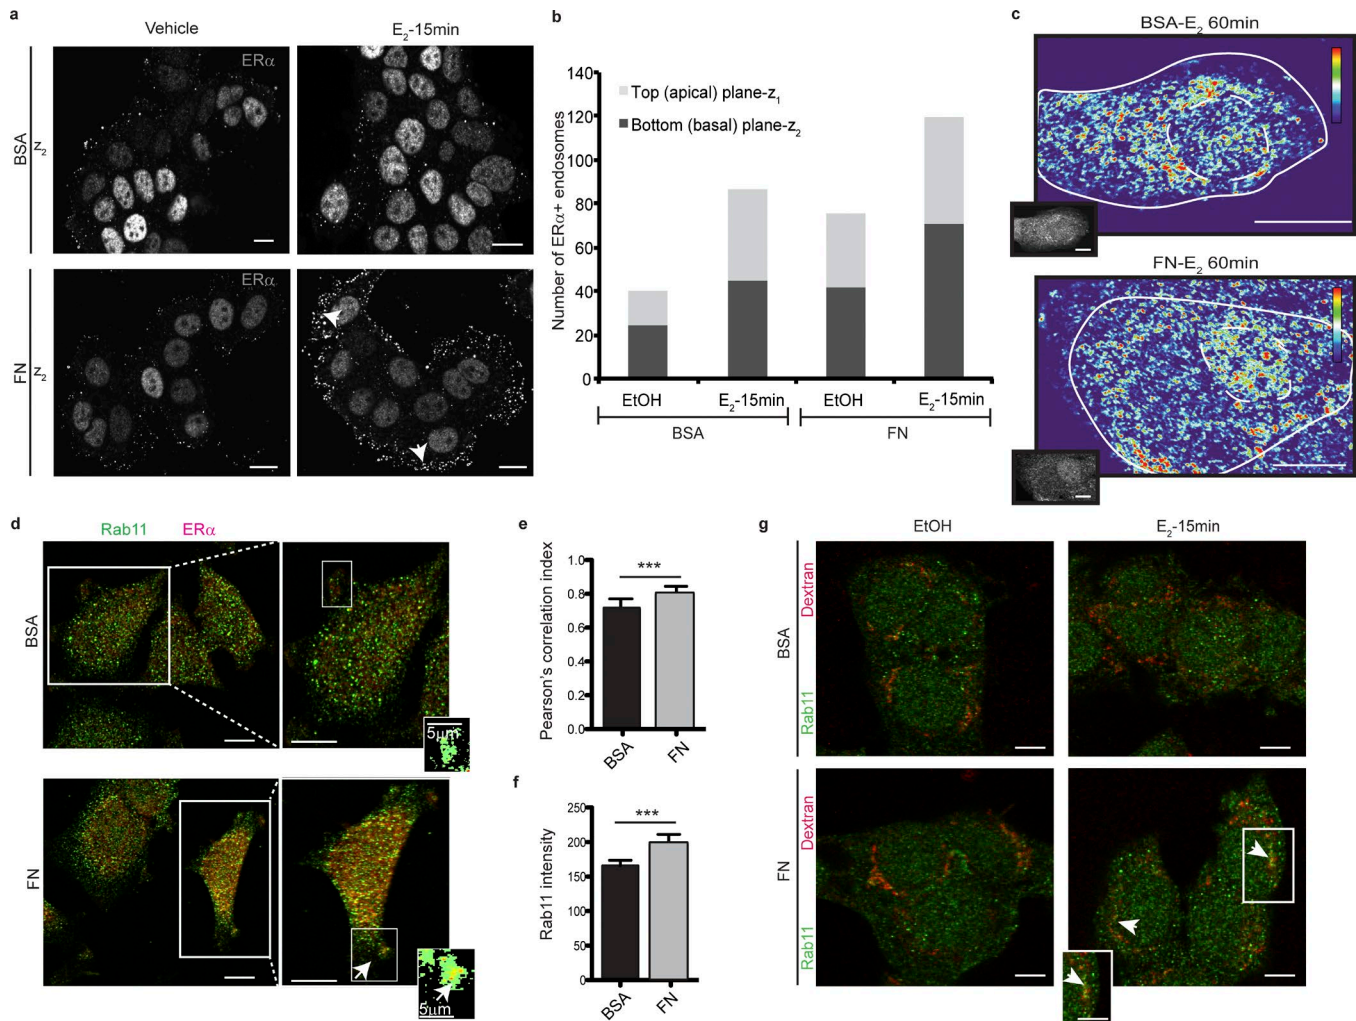 a
Vehicle
E2-15min
BSA
z2
ERα
FN
z2
ERα
b
Number of ERα+ endosomes
140
120
100
80
60
40
20
0
Top (apical) plane-z1
Bottom (basal) plane-z2
EtOH
E2-15min
EtOH
E2-15min
BSA
FN
c
BSA-E2 60min
FN-E2 60min
d
Rab11
ERα
BSA
5μm
FN
5μm
e
Pearson's correlation index
1.0
0.8
0.6
0.4
0.2
0.0
***
BSA
FN
f
Rab11 intensity
250
200
150
100
50
0
***
BSA
FN
g
EtOH
E2-15min
BSA
Rab11
Dextran
FN
Rab11
Dextran